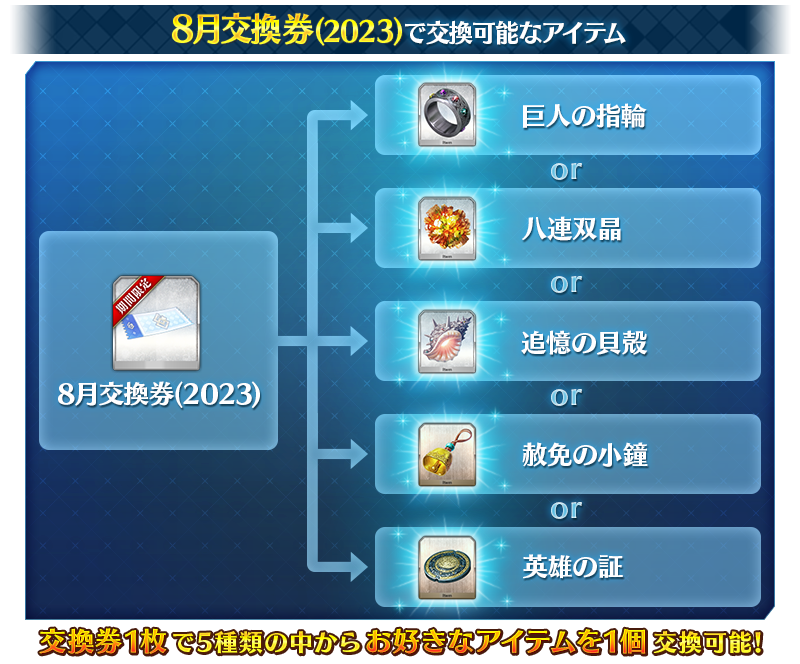 8月交換券(2023)で交換可能なアイテム
巨人の指輪
or
八連双晶
or
期間限定
追憶の貝殻
8月交換券(2023)
or
赦免の小鐘
or
英雄の証
交換券1枚で5種類の中からお好きなアイテムを1個交換可能!